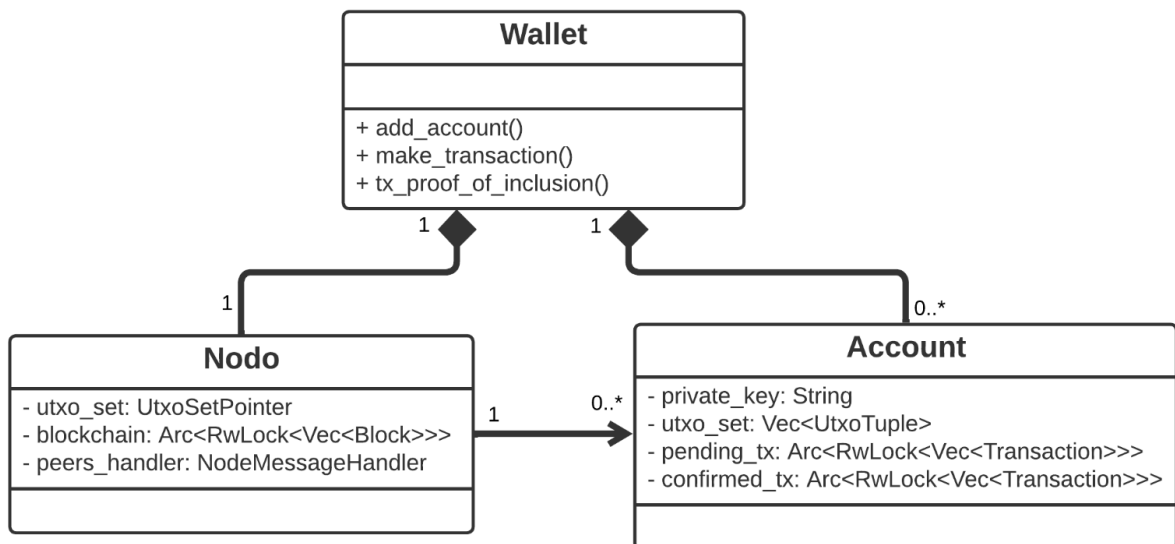 Wallet
+ add_account()
+ make_transaction()
+ tx_proof_of_inclusion()
1
1
1
0..*
Nodo
- utxo_set: UtxoSetPointer
- blockchain: Arc<RwLock<Vec<Block>>>
- peers_handler: NodeMessageHandler
1
0..*
Account
- private_key: String
- utxo_set: Vec<UtxoTuple>
- pending_tx: Arc<RwLock<Vec<Transaction>>>
- confirmed_tx: Arc<RwLock<Vec<Transaction>>>